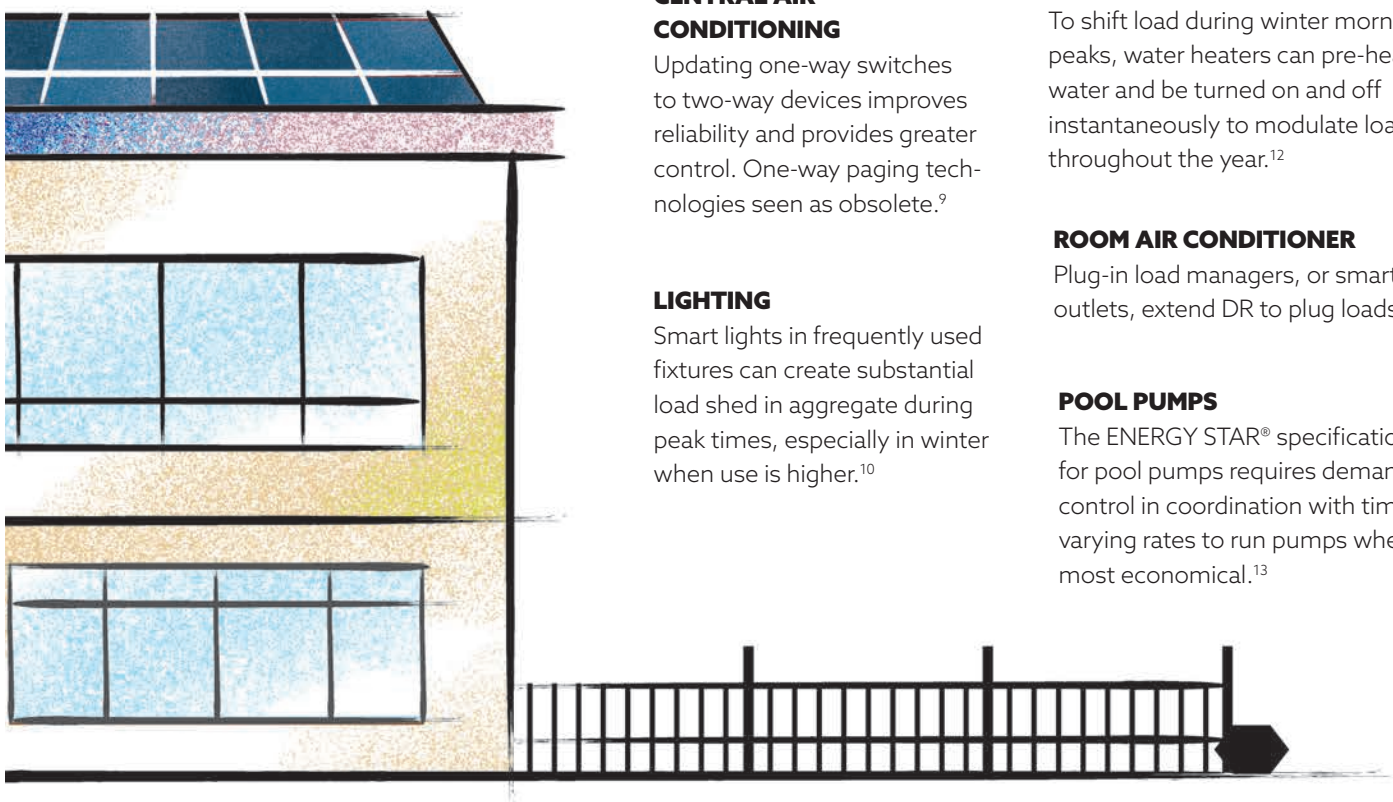 CENTRAL AIR
CONDITIONING
Updating one-way switches
to two-way devices improves
reliability and provides greater
control. One-way paging tech-
nologies seen as obsolete.⁹
LIGHTING
Smart lights in frequently used
fixtures can create substantial
load shed in aggregate during
peak times, especially in winter
when use is higher.¹⁰
To shift load during winter morn
peaks, water heaters can pre-hea
water and be turned on and off
instantaneously to modulate loa
throughout the year.¹²
ROOM AIR CONDITIONER
Plug-in load managers, or smart
outlets, extend DR to plug loads
POOL PUMPS
The ENERGY STAR® specificatio
for pool pumps requires deman
control in coordination with tim
varying rates to run pumps whe
most economical.¹³